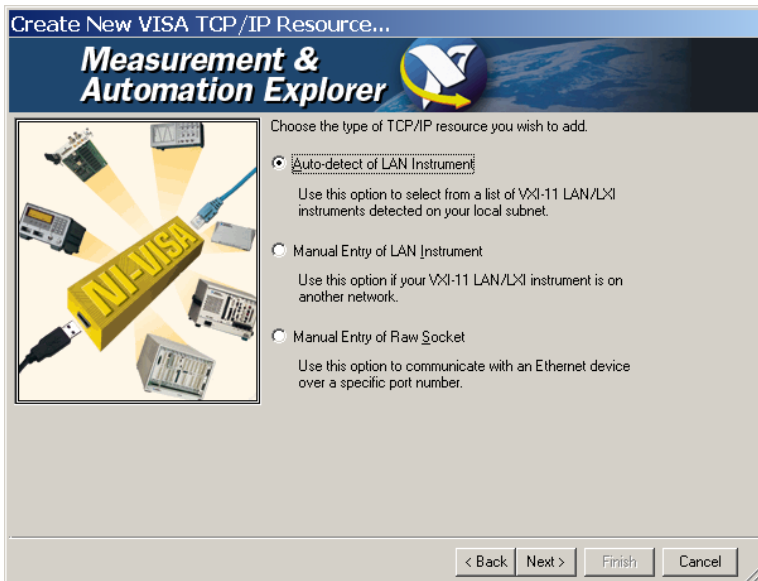 Create New VISA TCP/IP Resource...
Measurement &
Automation Explorer
Choose the type of TCP/IP resource you wish to add.
Auto-detect of LAN Instrument
Use this option to select from a list of VXI-11 LAN/LXI
instruments detected on your local subnet.
Manual Entry of LAN Instrument
Use this option if your VXI-11 LAN/LXI instrument is on
another network.
Manual Entry of Raw Socket
Use this option to communicate with an Ethernet device
over a specific port number.
NI-VISA
< Back
Next >
Finish
Cancel